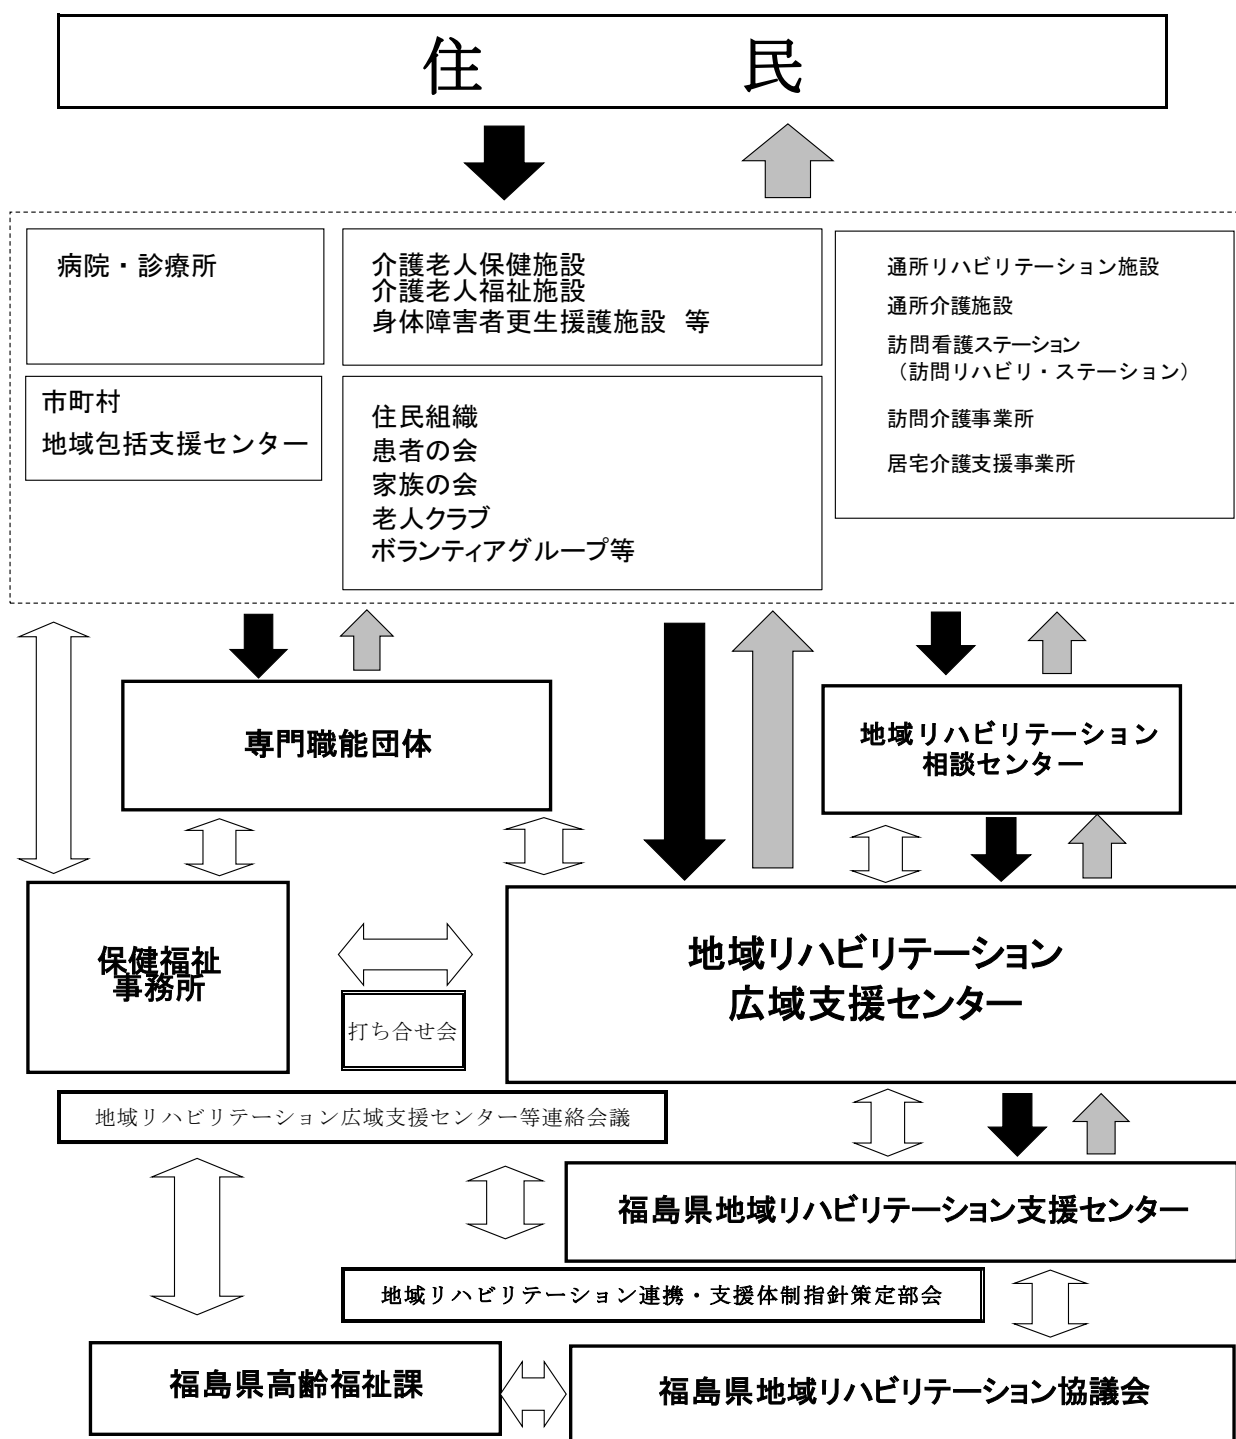 住　民
病院・診療所
介護老人保健施設
介護老人福祉施設
身体障害者更生援護施設　等
通所リハビリテーション施設
通所介護施設
訪問看護ステーション
（訪問リハビリ・ステーション）
訪問介護事業所
居宅介護支援事業所
市町村
地域包括支援センター
住民組織
患者の会
家族の会
老人クラブ
ボランティアグループ等
専門職能団体
地域リハビリテーション
相談センター
保健福祉
事務所
打ち合せ会
地域リハビリテーション
広域支援センター
地域リハビリテーション広域支援センター等連絡会議
福島県地域リハビリテーション支援センター
地域リハビリテーション連携・支援体制指針策定部会
福島県高齢福祉課
福島県地域リハビリテーション協議会